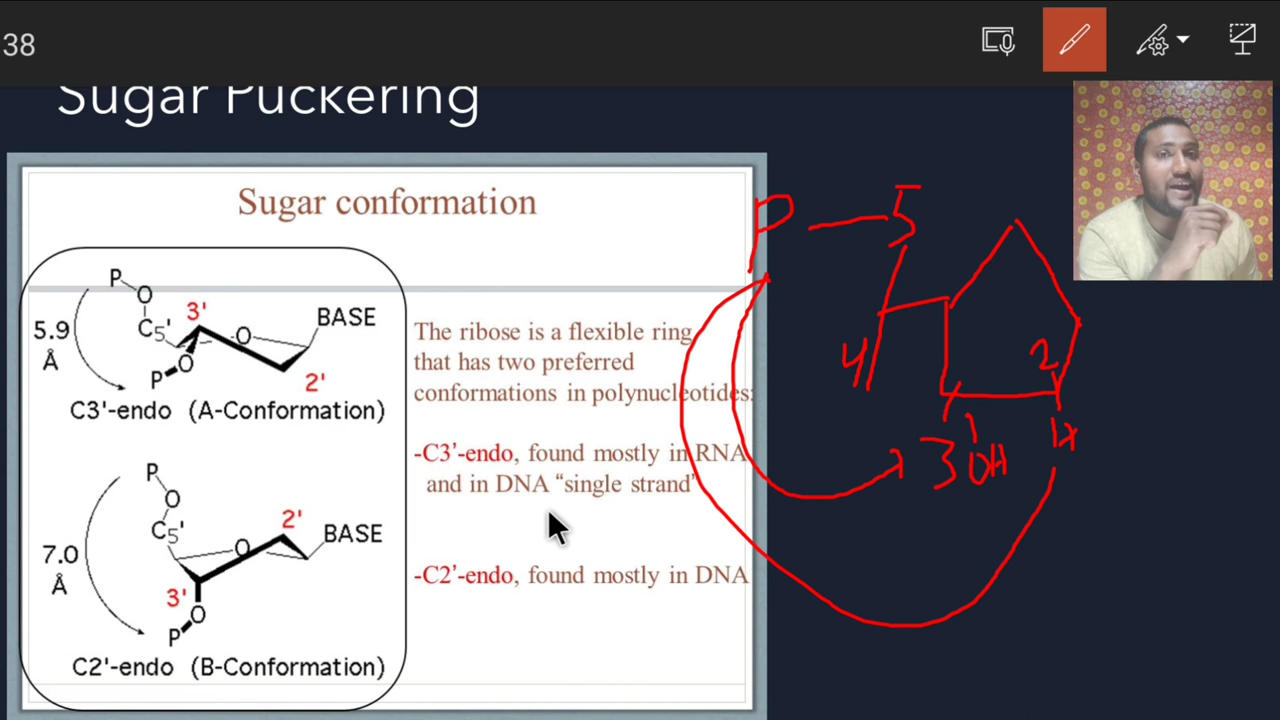 38
Sugar Puckering
Sugar conformation
P
O
C5'
3'
O
BASE
5.9
Å
O
P
2'
C3'-endo (A-Conformation)
P
O
C5'
2'
O
BASE
7.0
Å
3'
O
P
C2'-endo (B-Conformation)
The ribose is a flexible ring
that has two preferred
conformations in polynucleotides:
-C3’-endo, found mostly in RNA
and in DNA “single strand”
-C2’-endo, found mostly in DNA
P
5
4
2
3
OH
H